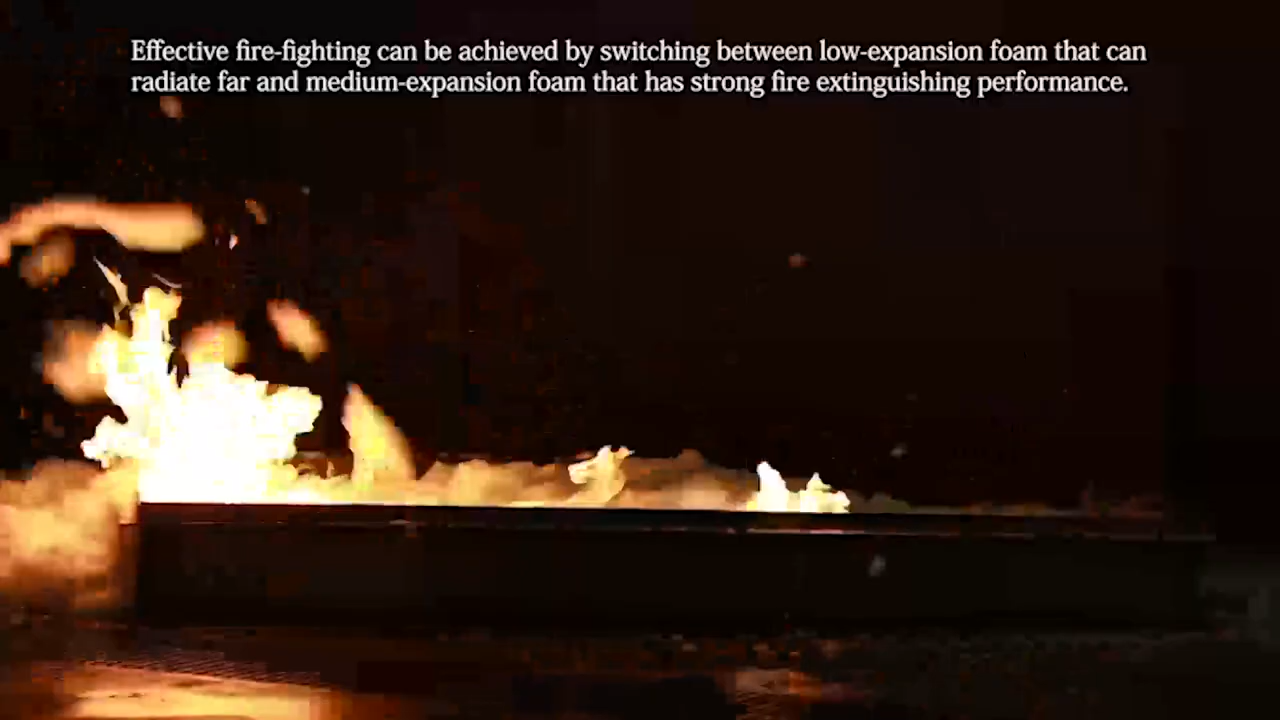 Effective fire-fighting can be achieved by switching between low-expansion foam that can
radiate far and medium-expansion foam that has strong fire extinguishing performance.